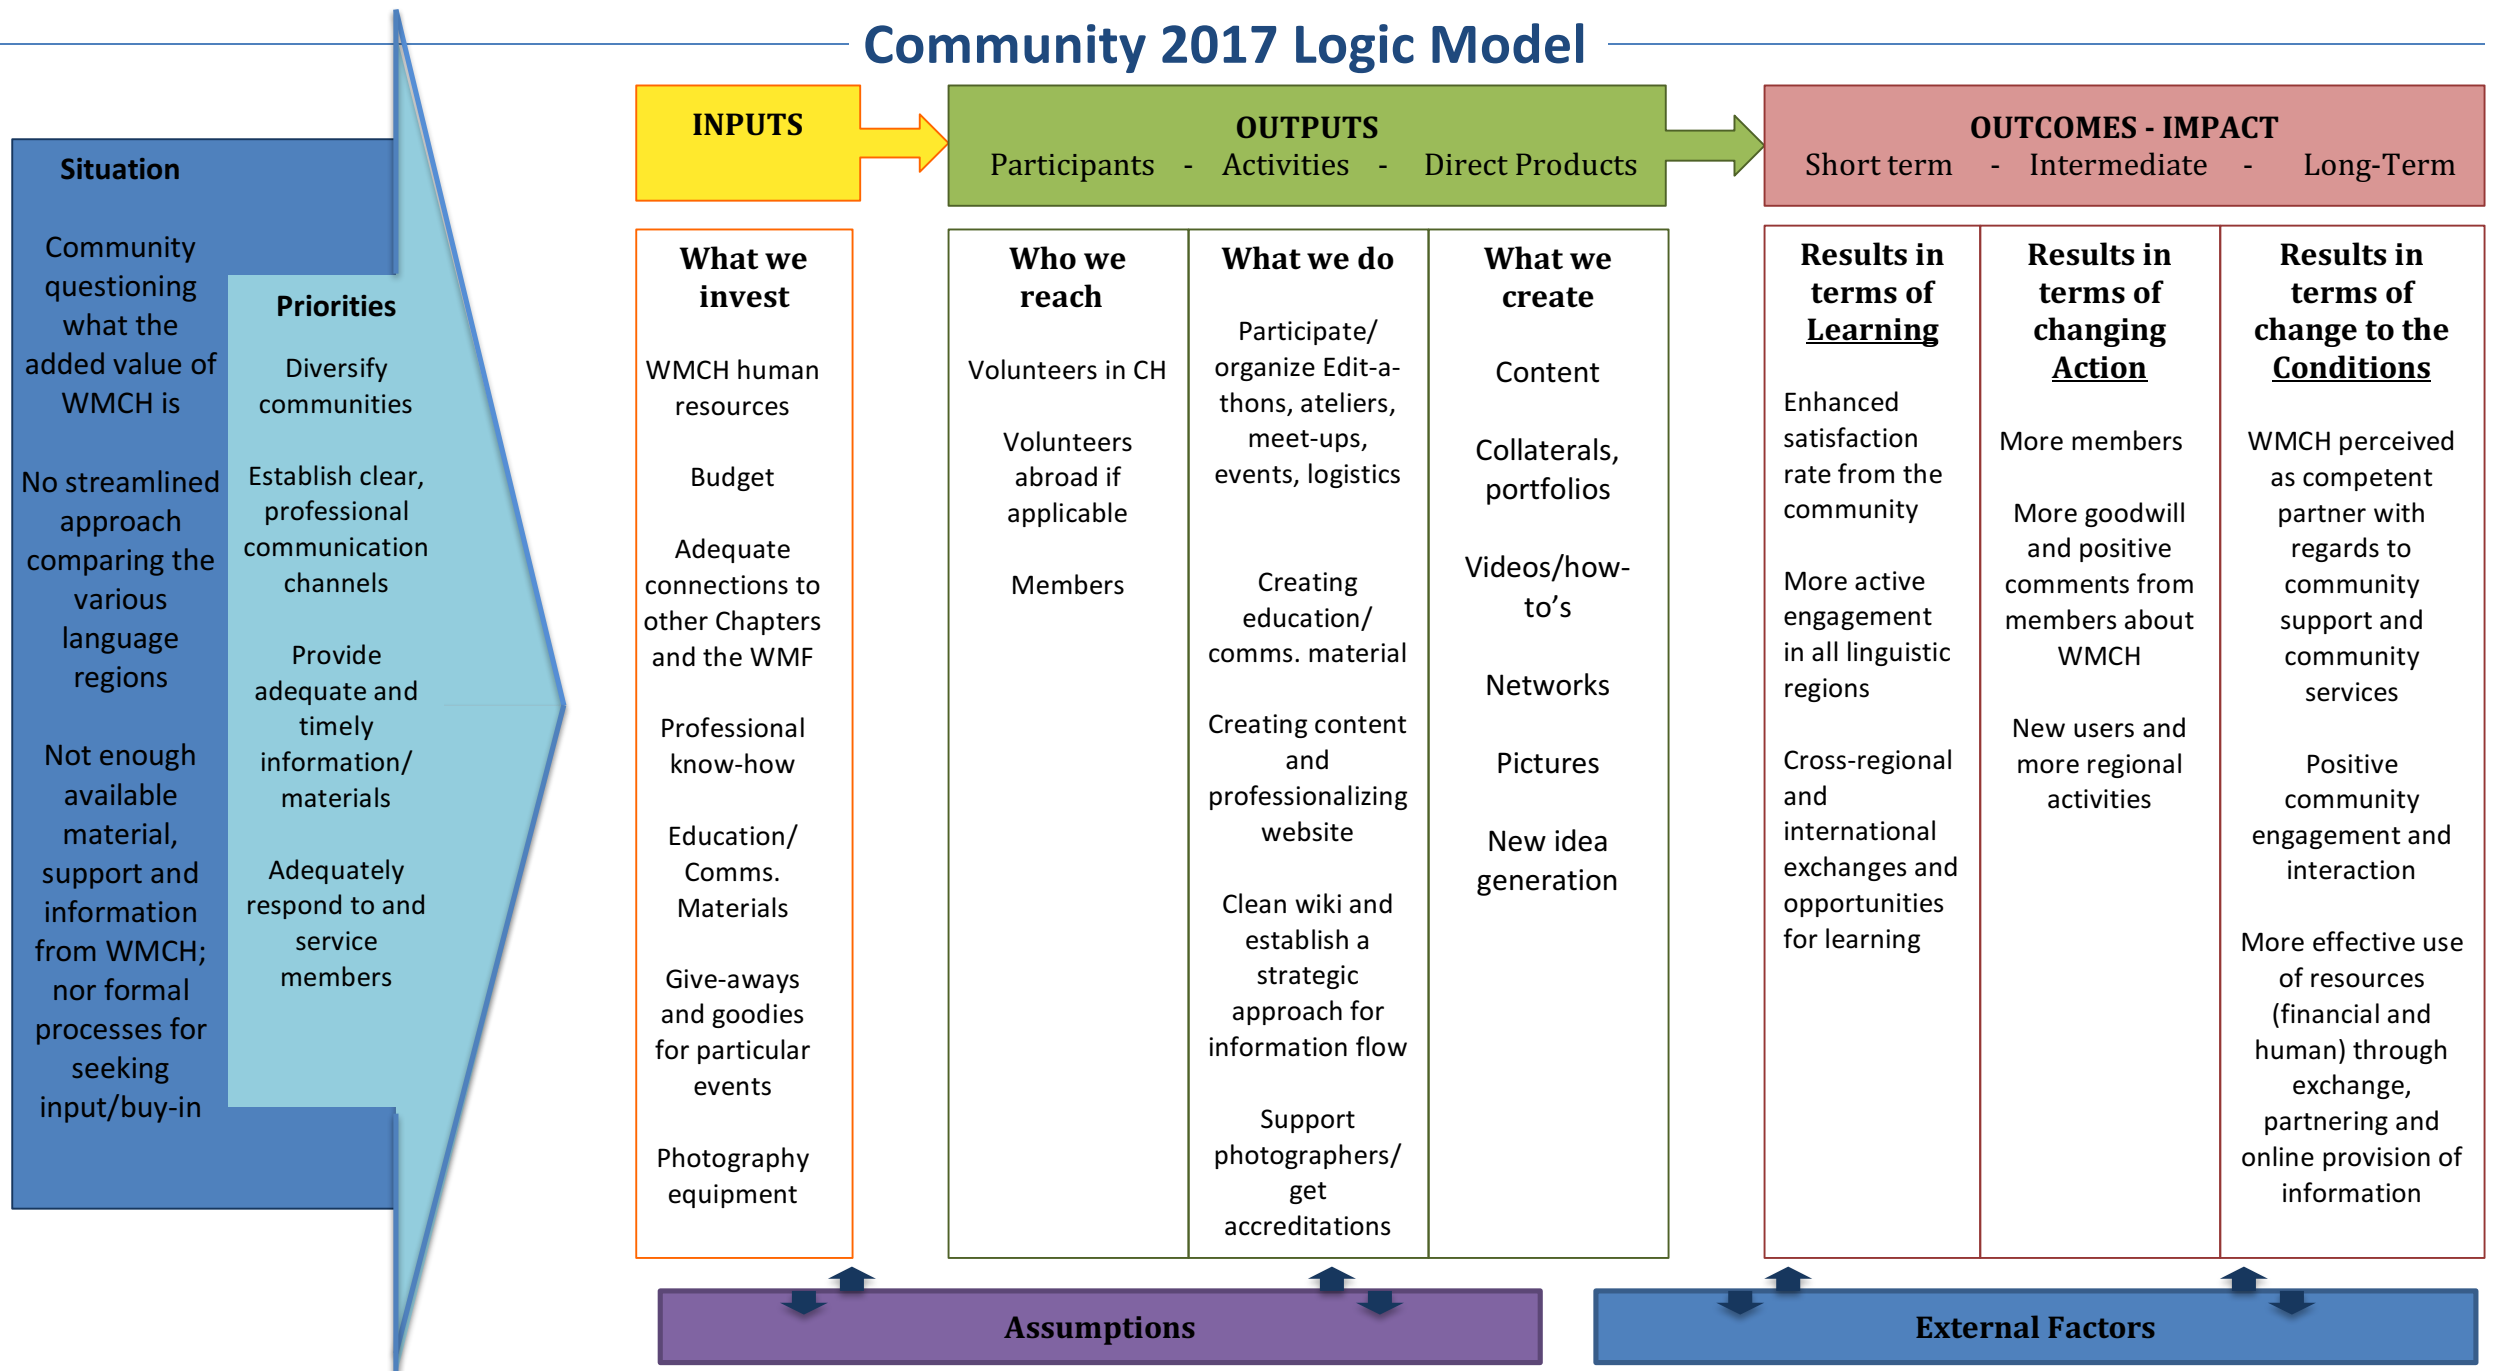 Community 2017 Logic Model
Situation
Community
questioning
what the
added value of
WMCH is
No streamlined
approach
comparing the
various
language
regions
Not enough
available
material,
support and
information
from WMCH;
nor formal
processes for
seeking
input/buy-in
Priorities
Diversify
communities
Establish clear,
professional
communication
channels
Provide
adequate and
timely
information/
materials
Adequately
respond to and
service
members
INPUTS
What we
invest
WMCH human
resources
Budget
Adequate
connections to
other Chapters
and the WMF
Professional
know-how
Education/
Comms.
Materials
Give-aways
and goodies
for particular
events
Photography
equipment
OUTPUTS
Participants - Activities - Direct Products
Who we
reach
Volunteers in CH
Volunteers
abroad if
applicable
Members
What we do
Participate/
organize Edit-a-
thons, ateliers,
meet-ups,
events, logistics
Creating
education/
comms. material
Creating content
and
professionalizing
website
Clean wiki and
establish a
strategic
approach for
information flow
Support
photographers/
get
accreditations
What we
create
Content
Collaterals,
portfolios
Videos/how-
to’s
Networks
Pictures
New idea
generation
OUTCOMES - IMPACT
Short term - Intermediate - Long-Term
Results in
terms of
Learning
Enhanced
satisfaction
rate from the
community
More active
engagement
in all linguistic
regions
Cross-regional
and
international
exchanges and
opportunities
for learning
Results in
terms of
changing
Action
More members
More goodwill
and positive
comments from
members about
WMCH
New users and
more regional
activities
Results in
terms of
change to the
Conditions
WMCH perceived
as competent
partner with
regards to
community
support and
community
services
Positive
community
engagement and
interaction
More effective use
of resources
(financial and
human) through
exchange,
partnering and
online provision of
information
Assumptions
External Factors